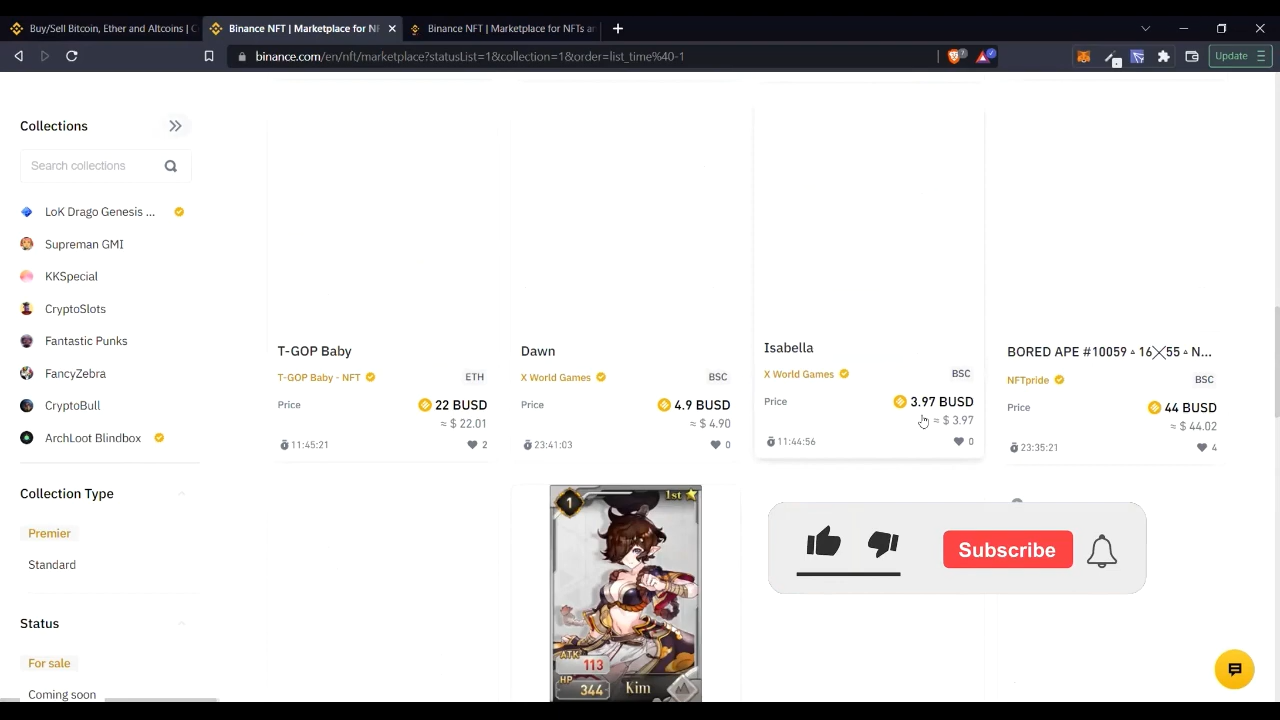 Buy/Sell Bitcoin, Ether and Altcoins | C
Binance NFT | Marketplace for NF
Binance NFT | Marketplace for NFTs an
binance.com/en/nft/marketplace?statusList=1&collection=1&order=list_time%40-1
Update
Collections
Search collections
LoK Drago Genesis ...
Supreman GMI
KKSpecial
CryptoSlots
Fantastic Punks
FancyZebra
CryptoBull
ArchLoot Blindbox
Collection Type
Premier
Standard
Status
For sale
Coming soon
T-GOP Baby
T-GOP Baby - NFT ETH
Price 22 BUSD
≈ $ 22.01
11:45:21 2
Dawn
X World Games BSC
Price 4.9 BUSD
≈ $ 4.90
23:41:03 0
Isabella
X World Games BSC
Price 3.97 BUSD
≈ $ 3.97
11:44:56 0
BORED APE #10059 ▵ 16╳55 ▵ N...
NFTpride BSC
Price 44 BUSD
≈ $ 44.02
23:35:21 4
1 1st
ATK 113
HP 344
Kim
Subscribe